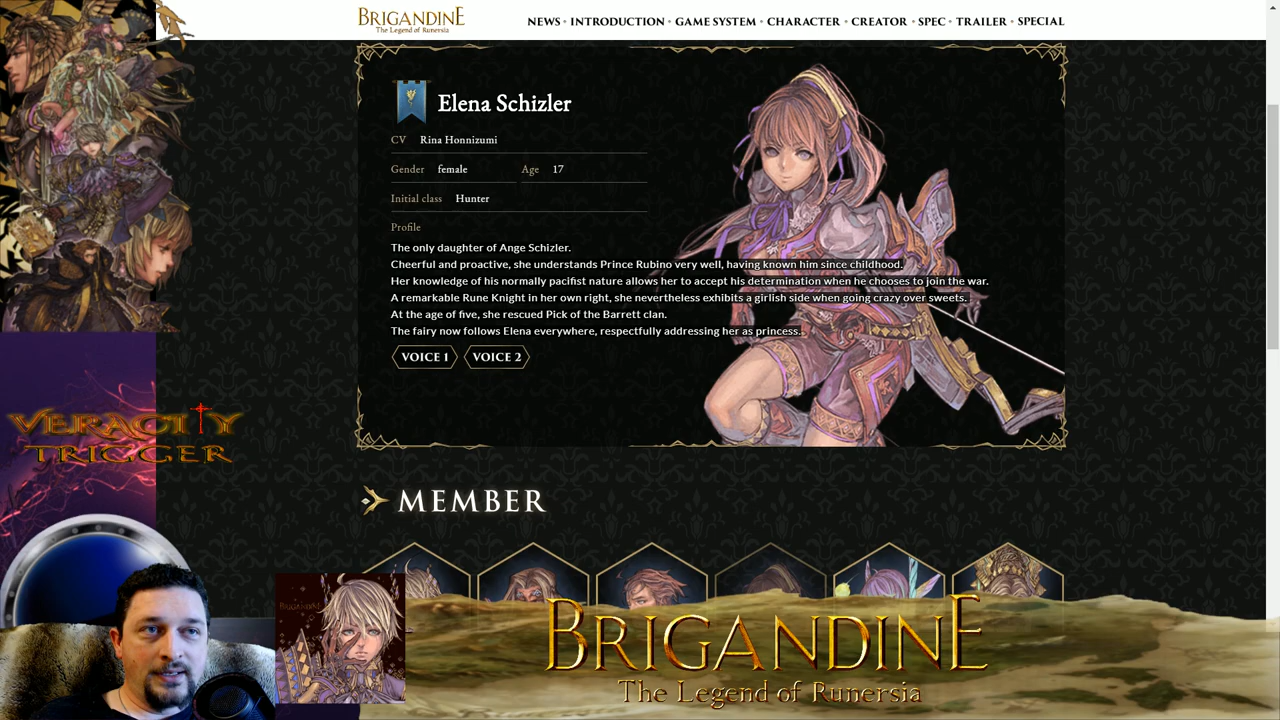 BRIGANDINE
The Legend of Runersia
NEWS • INTRODUCTION • GAME SYSTEM • CHARACTER • CREATOR • SPEC • TRAILER • SPECIAL
Elena Schizler
CV Rina Honnizumi
Gender female Age 17
Initial class Hunter
Profile
The only daughter of Ange Schizler.
Cheerful and proactive, she understands Prince Rubino very well, having known him since childhood.
Her knowledge of his normally pacifist nature allows her to accept his determination when he chooses to join the war.
A remarkable Rune Knight in her own right, she nevertheless exhibits a girlish side when going crazy over sweets.
At the age of five, she rescued Pick of the Barrett clan.
The fairy now follows Elena everywhere, respectfully addressing her as princess..
VOICE 1 VOICE 2
VERACITY
TRIGGER
MEMBER
BRIGANDINE
BRIGANDINE
The Legend of Runersia